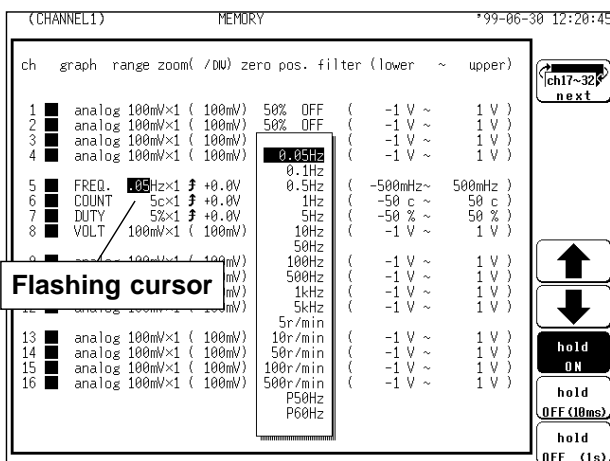 (CHANNEL1) MEMORY '99-06-30 12:20:45
ch graph range zoom( /DIV) zero pos. filter (lower ~ upper)
1 analog 100mV×1 ( 100mV) 50% OFF ( -1 V ~ 1 V )
2 analog 100mV×1 ( 100mV) 50% OFF ( -1 V ~ 1 V )
3 analog 100mV×1 ( 100mV) ( -1 V ~ 1 V )
4 analog 100mV×1 ( 100mV) ( -1 V ~ 1 V )
5 FREQ. .05Hz×1 +0.0V ( -500mHz~ 500mHz )
6 COUNT 5c×1 +0.0V ( -50 c ~ 50 c )
7 DUTY 5%×1 +0.0V ( -50 % ~ 50 % )
8 VOLT 100mV×1 ( 100mV) ( -1 V ~ 1 V )
( -1 V ~ 1 V )
( -1 V ~ 1 V )
( -1 V ~ 1 V )
( -1 V ~ 1 V )
13 analog 100mV×1 ( 100mV) ( -1 V ~ 1 V )
14 analog 100mV×1 ( 100mV) ( -1 V ~ 1 V )
15 analog 100mV×1 ( 100mV) ( -1 V ~ 1 V )
16 analog 100mV×1 ( 100mV) ( -1 V ~ 1 V )
0.05Hz
0.1Hz
0.5Hz
1Hz
5Hz
10Hz
50Hz
100Hz
500Hz
1kHz
5kHz
5r/min
10r/min
50r/min
100r/min
500r/min
P50Hz
P60Hz
Flashing cursor
ch17~32
next
hold
ON
hold
OFF(10ms)
hold
OFF (1s)